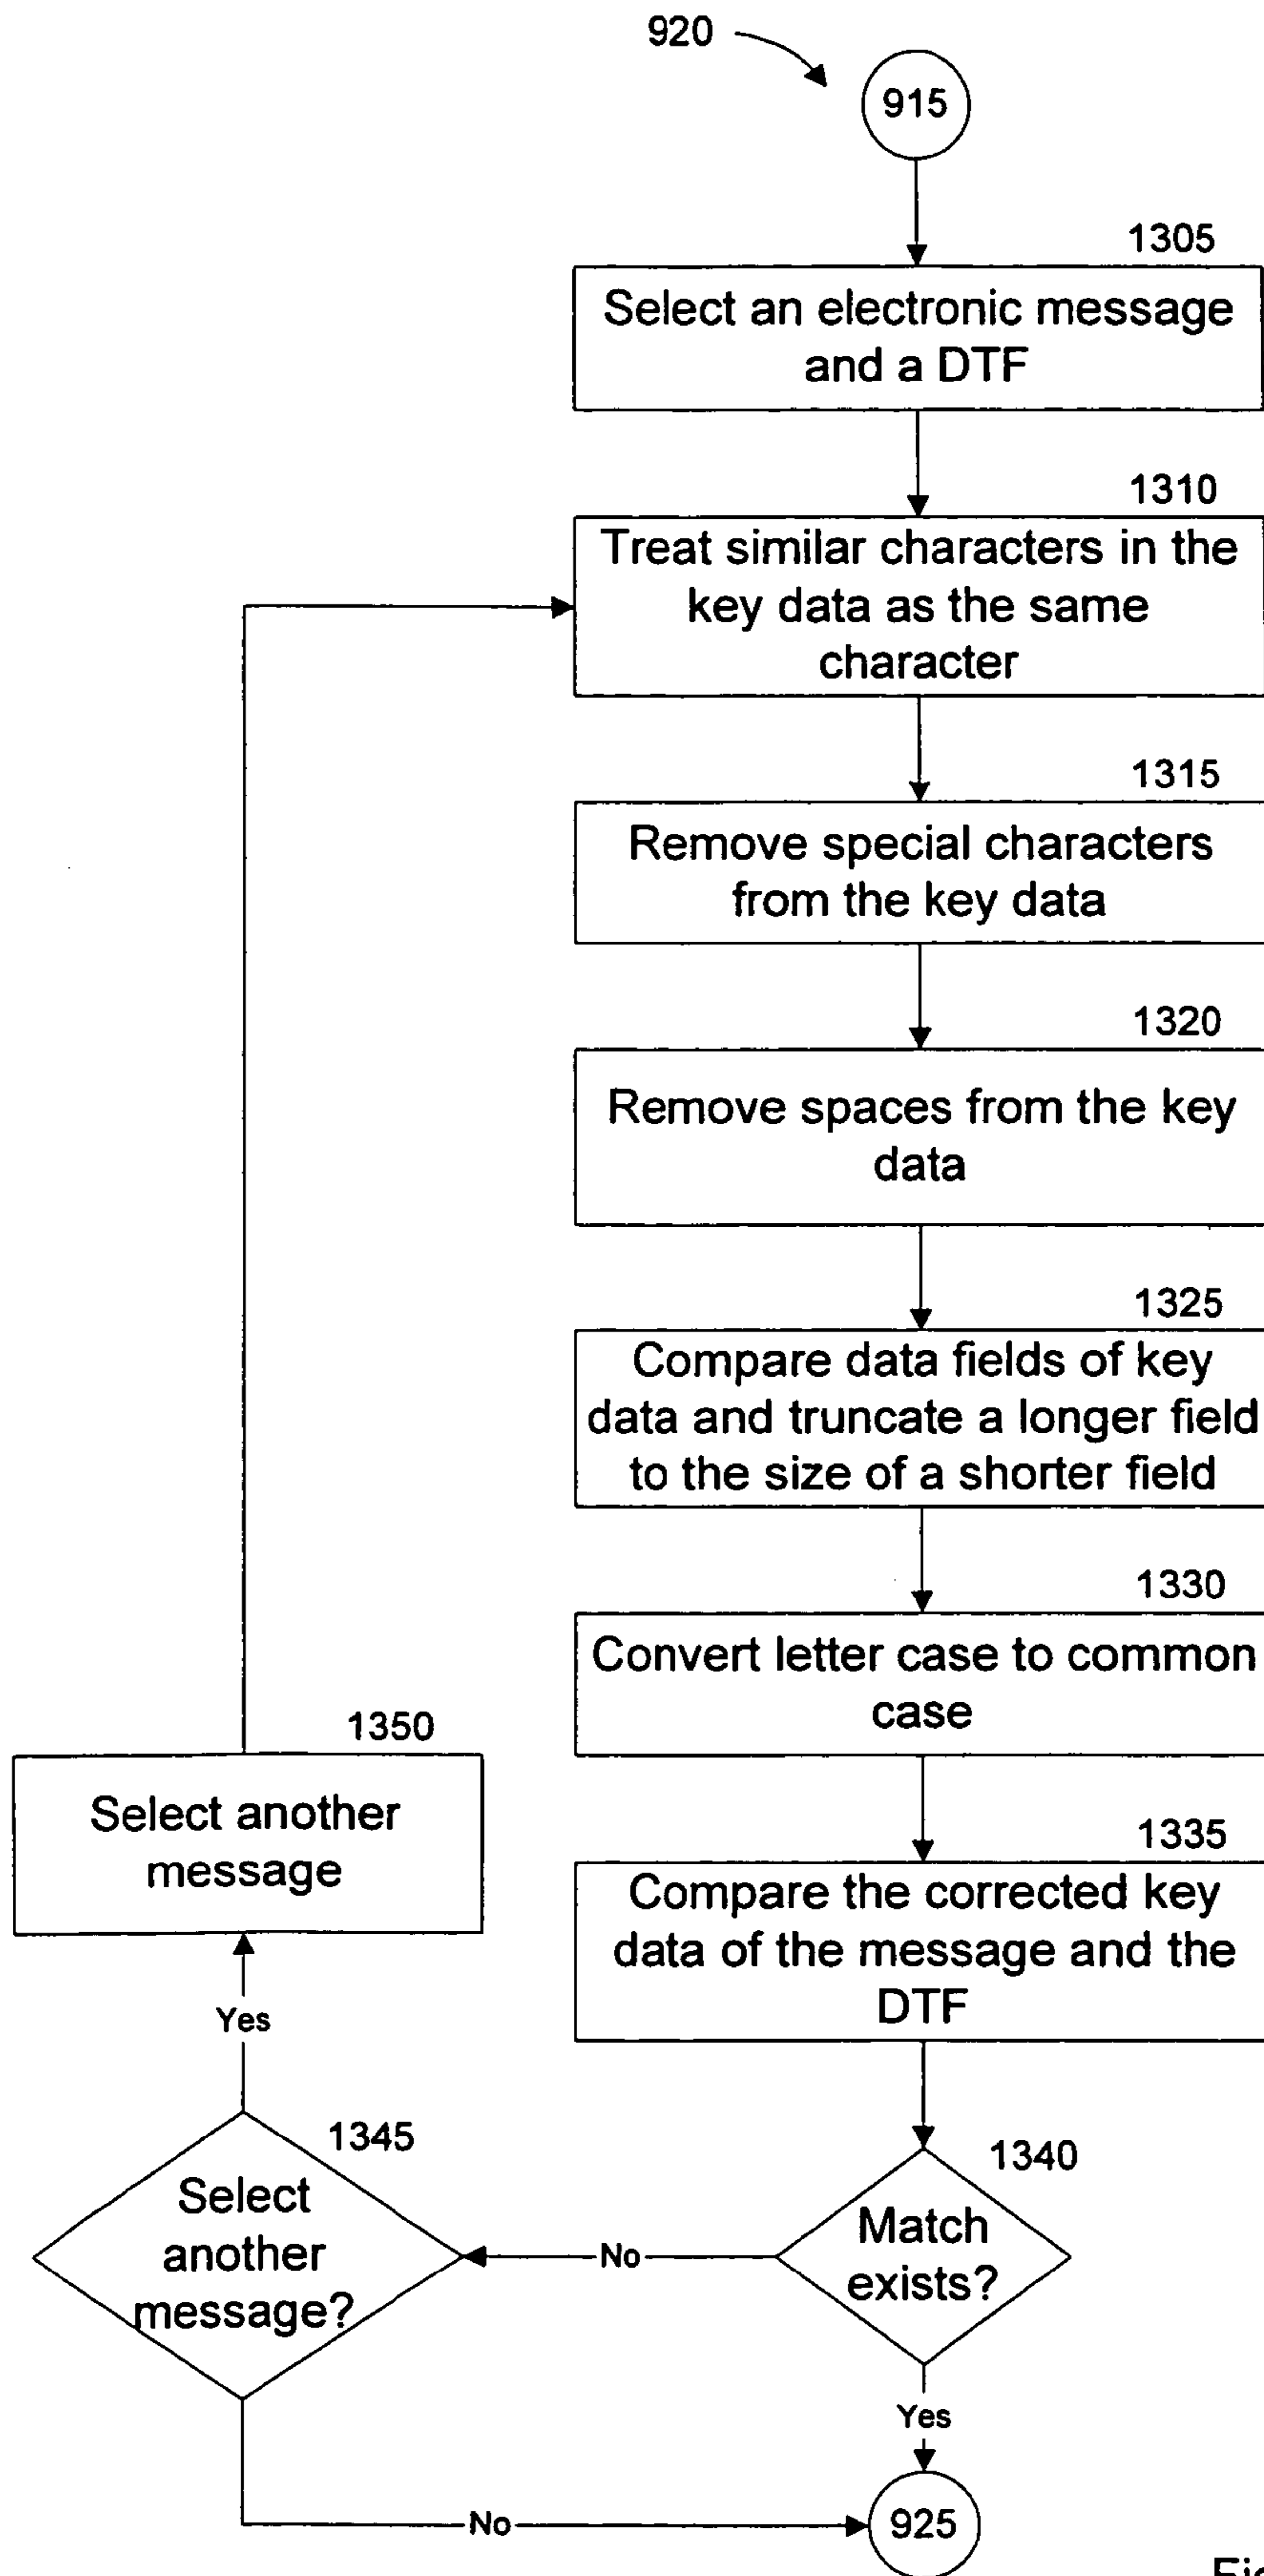 920
915
1305
Select an electronic message
and a DTF
1310
Treat similar characters in the
key data as the same
character
1315
Remove special characters
from the key data
1320
Remove spaces from the key
data
1325
Compare data fields of key
data and truncate a longer field
to the size of a shorter field
1330
Convert letter case to common
case
1350
Select another
message
1335
Compare the corrected key
data of the message and the
DTF
Yes
1345
Select
another
message?
1340
Match
exists?
No
Yes
No
925